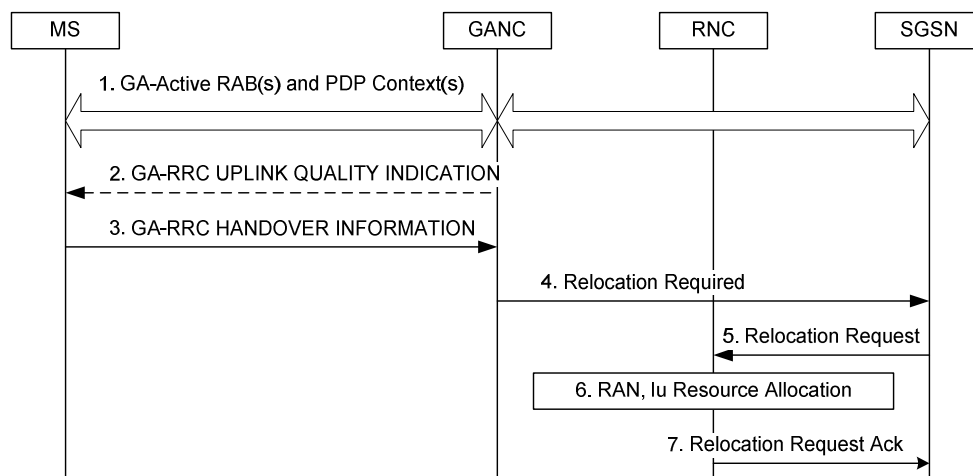 MS
GANC
RNC
SGSN
1. GA-Active RAB(s) and PDP Context(s)
2. GA-RRC UPLINK QUALITY INDICATION
3. GA-RRC HANDOVER INFORMATION
4. Relocation Required
5. Relocation Request
6. RAN, Iu Resource Allocation
7. Relocation Request Ack